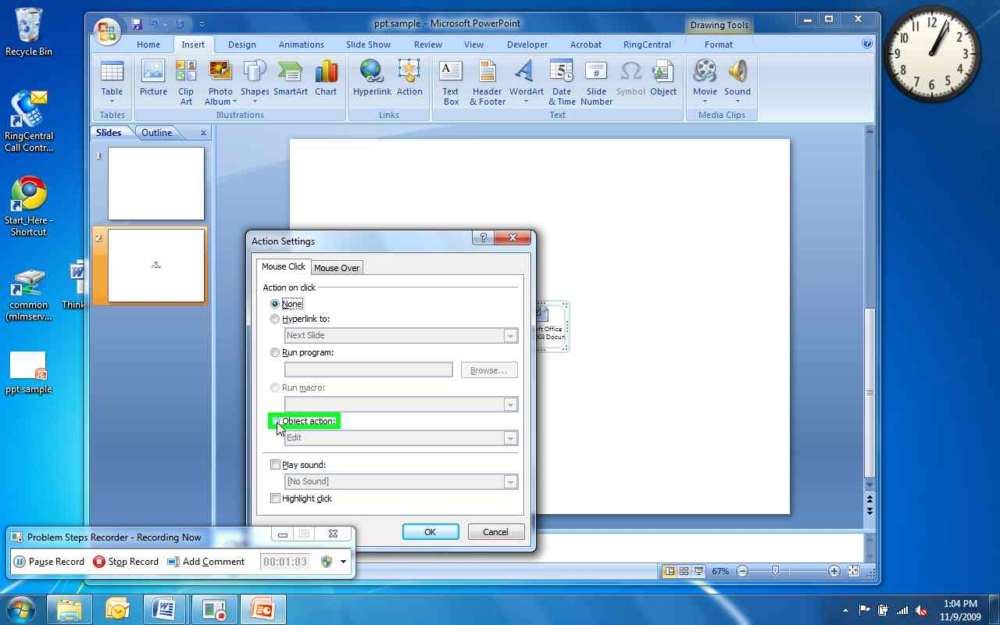 ppt sample - Microsoft PowerPoint
Drawing Tools
Home
Insert
Design
Animations
Slide Show
Review
View
Developer
Acrobat
RingCentral
Format
Table
Picture
Clip
Art
Photo
Album
Shapes
SmartArt
Chart
Hyperlink
Action
Text
Box
Header
& Footer
WordArt
Date
& Time
Slide
Number
Symbol
Object
Movie
Sound
Tables
Illustrations
Links
Text
Media Clips
Slides
Outline
1
2
Recycle Bin
RingCentral
Call Contr...
Start_Here -
Shortcut
common
(mlmserv...
Think
ppt sample
12
1
2
3
4
5
6
7
8
9
10
11
Action Settings
Mouse Click
Mouse Over
Action on click
None
Hyperlink to:
Next Slide
Run program:
Browse...
Run macro:
Object action:
Edit
Play sound:
[No Sound]
Highlight click
OK
Cancel
ft Office
03 Docun
Problem Steps Recorder - Recording Now
Pause Record
Stop Record
Add Comment
00:01:03
67%
1:04 PM
11/9/2009